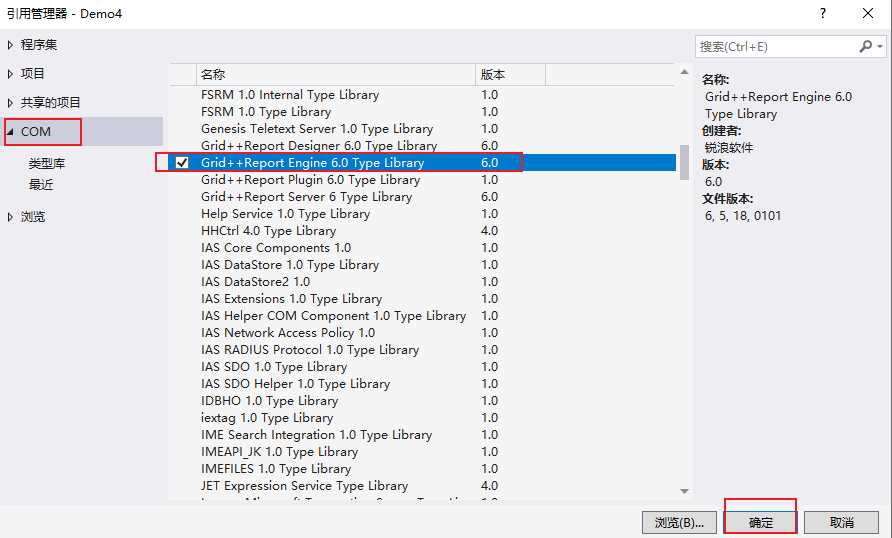 引用管理器 - Demo4
?
程序集
项目
共享的项目
COM
类型库
最近
浏览
名称 版本
FSRM 1.0 Internal Type Library 1.0
FSRM 1.0 Type Library 1.0
Genesis Teletext Server 1.0 Type Library 1.0
Grid++Report Designer 6.0 Type Library 6.0
Grid++Report Engine 6.0 Type Library 6.0
Grid++Report Plugin 6.0 Type Library 1.0
Grid++Report Server 6 Type Library 6.0
Help Service 1.0 Type Library 1.0
HHCtrl 4.0 Type Library 4.0
IAS Core Components 1.0 1.0
IAS DataStore 1.0 Type Library 1.0
IAS DataStore2 1.0 1.0
IAS Extensions 1.0 Type Library 1.0
IAS Helper COM Component 1.0 Type Library 1.0
IAS Network Access Policy 1.0 1.0
IAS RADIUS Protocol 1.0 Type Library 1.0
IAS SDO 1.0 Type Library 1.0
IAS SDO Helper 1.0 Type Library 1.0
IDBHO 1.0 Type Library 1.0
iextag 1.0 Type Library 1.0
IME Search Integration 1.0 Type Library 1.0
IMEAPI_JK 1.0 Type Library 1.0
IMEFILES 1.0 Type Library 1.0
JET Expression Service Type Library 4.0
搜索(Ctrl+E)
名称:
Grid++Report Engine 6.0
Type Library
创建者:
锐浪软件
版本:
6.0
文件版本:
6, 5, 18, 0101
浏览(B)... 确定 取消